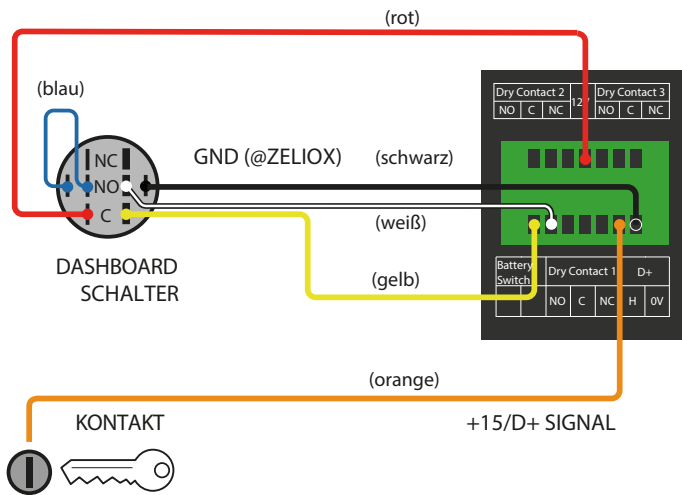 (rot)
(blau)
Dry Contact 2
12V
Dry Contact 3
NO C NC
NO C NC
NC
NO
C
GND (@ZELIOX)
(schwarz)
(weiß)
(gelb)
DASHBOARD
SCHALTER
Battery
Switch
Dry Contact 1
D+
NO C NC H 0V
(orange)
KONTAKT
+15/D+ SIGNAL